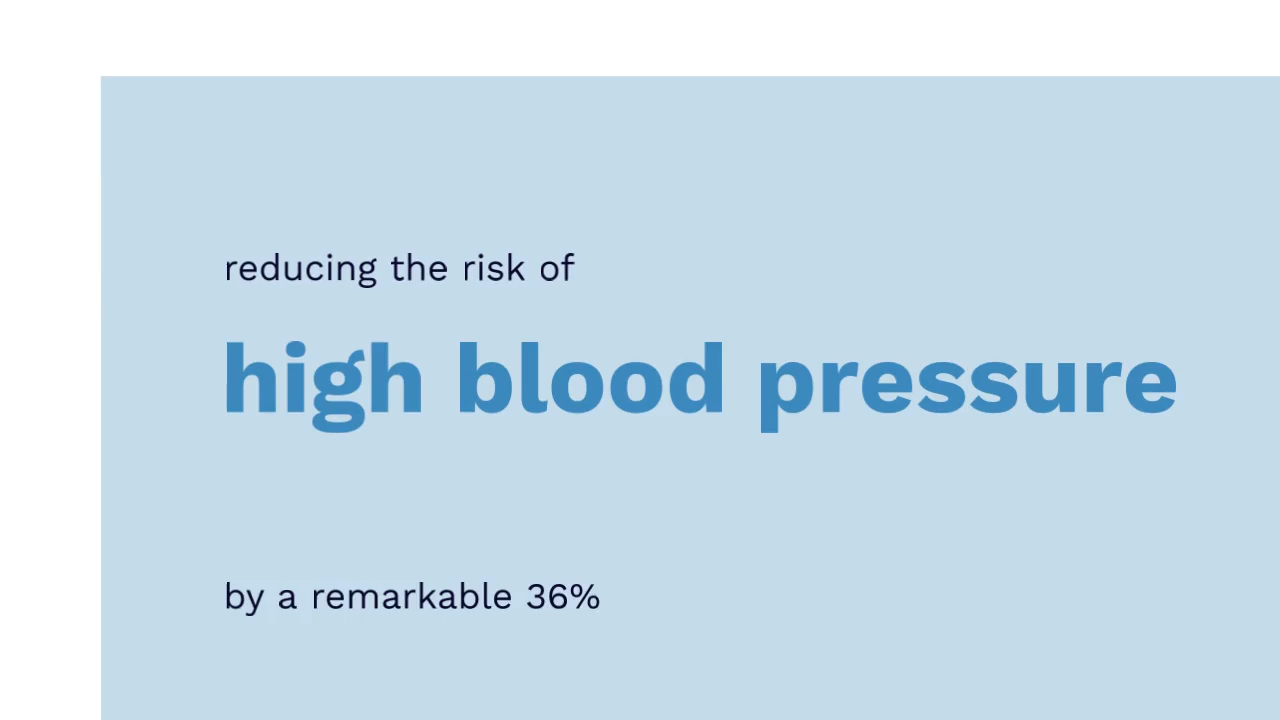 reducing the risk of
high blood pressure
by a remarkable 36%